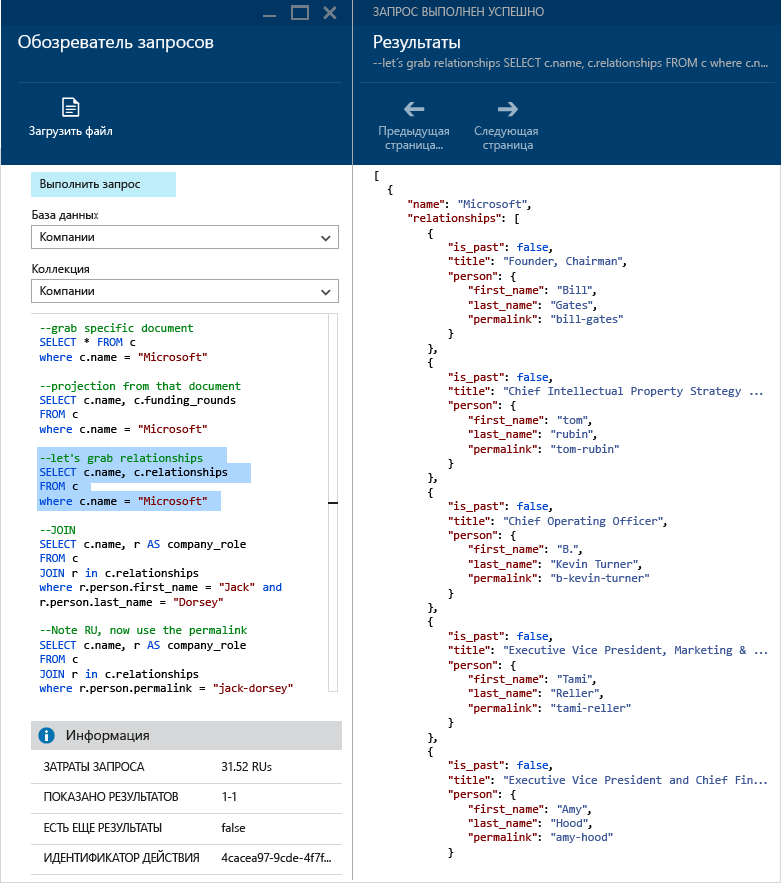 Обозреватель запросов
Загрузить файл
Выполнить запрос
База данных
Компании
Коллекция
Компании
--grab specific document
SELECT * FROM c
where c.name = "Microsoft"
--projection from that document
SELECT c.name, c.funding_rounds
FROM c
where c.name = "Microsoft"
--let's grab relationships
SELECT c.name, c.relationships
FROM c
where c.name = "Microsoft"
--JOIN
SELECT c.name, r AS company_role
FROM c
JOIN r in c.relationships
where r.person.first_name = "Jack" and
r.person.last_name = "Dorsey"
--Note RU, now use the permalink
SELECT c.name, r AS company_role
FROM c
JOIN r in c.relationships
where r.person.permalink = "jack-dorsey"
Информация
ЗАТРАТЫ ЗАПРОСА 31.52 RUs
ПОКАЗАНО РЕЗУЛЬТАТОВ 1-1
ЕСТЬ ЕЩЕ РЕЗУЛЬТАТЫ false
ИДЕНТИФИКАТОР ДЕЙСТВИЯ 4cacea97-9cde-4f7f...
ЗАПРОС ВЫПОЛНЕН УСПЕШНО
Результаты
--let's grab relationships SELECT c.name, c.relationships FROM c where c.n...
Предыдущая
страница...
Следующая
страница
[
{
"name": "Microsoft",
"relationships": [
{
"is_past": false,
"title": "Founder, Chairman",
"person": {
"first_name": "Bill",
"last_name": "Gates",
"permalink": "bill-gates"
}
},
{
"is_past": false,
"title": "Chief Intellectual Property Strategy ...
"person": {
"first_name": "tom",
"last_name": "rubin",
"permalink": "tom-rubin"
}
},
{
"is_past": false,
"title": "Chief Operating Officer",
"person": {
"first_name": "B.",
"last_name": "Kevin Turner",
"permalink": "b-kevin-turner"
}
},
{
"is_past": false,
"title": "Executive Vice President, Marketing & ...
"person": {
"first_name": "Tami",
"last_name": "Reller",
"permalink": "tami-reller"
}
},
{
"is_past": false,
"title": "Executive Vice President and Chief Fin...
"person": {
"first_name": "Amy",
"last_name": "Hood",
"permalink": "amy-hood"
}